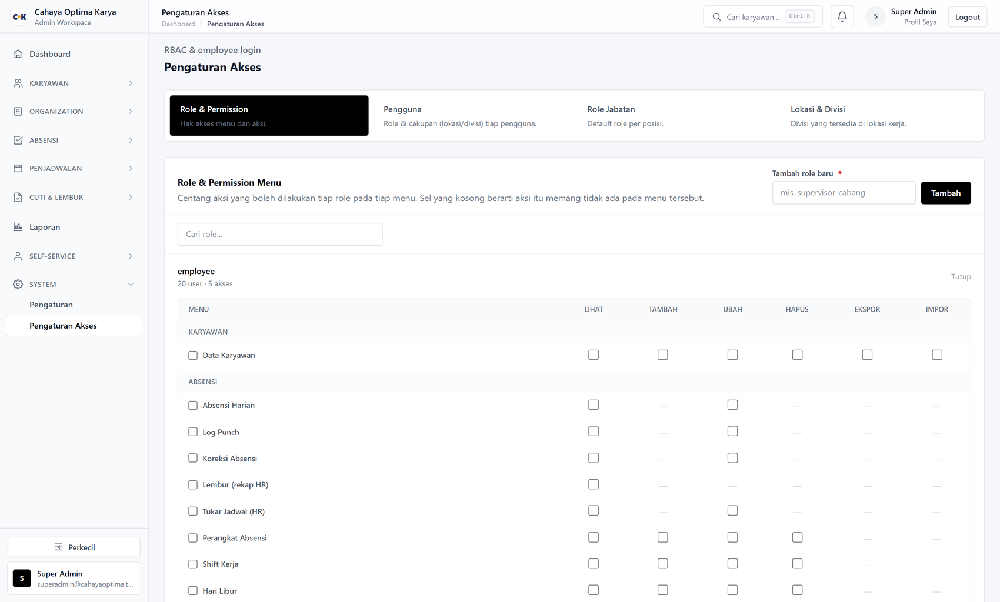 C•K
Cahaya Optima Karya
Admin Workspace
Pengaturan Akses
Dashboard > Pengaturan Akses
Cari karyawan...
Ctrl K
S
Super Admin
Profil Saya
Logout
Dashboard
KARYAWAN
ORGANIZATION
ABSENSI
PENJADWALAN
CUTI & LEMBUR
Laporan
SELF-SERVICE
SYSTEM
Pengaturan
Pengaturan Akses
Perkecil
S
Super Admin
superadmin@cahayaoptima.t...
RBAC & employee login
Pengaturan Akses
Role & Permission
Hak akses menu dan aksi.
Pengguna
Role & cakupan (lokasi/divisi) tiap pengguna.
Role Jabatan
Default role per posisi.
Lokasi & Divisi
Divisi yang tersedia di lokasi kerja.
Role & Permission Menu
Centang aksi yang boleh dilakukan tiap role pada tiap menu. Sel yang kosong berarti aksi itu memang tidak ada pada menu tersebut.
Tambah role baru *
mis. supervisor-cabang
Tambah
Cari role...
employee
20 user · 5 akses
Tutup
MENU LIHAT TAMBAH UBAH HAPUS EKSPOR IMPOR
KARYAWAN
Data Karyawan
ABSENSI
Absensi Harian — — — —
Log Punch — — — —
Koreksi Absensi — — — —
Lembur (rekap HR) — — — — —
Tukar Jadwal (HR) — — — —
Perangkat Absensi — —
Shift Kerja — —
Hari Libur — —